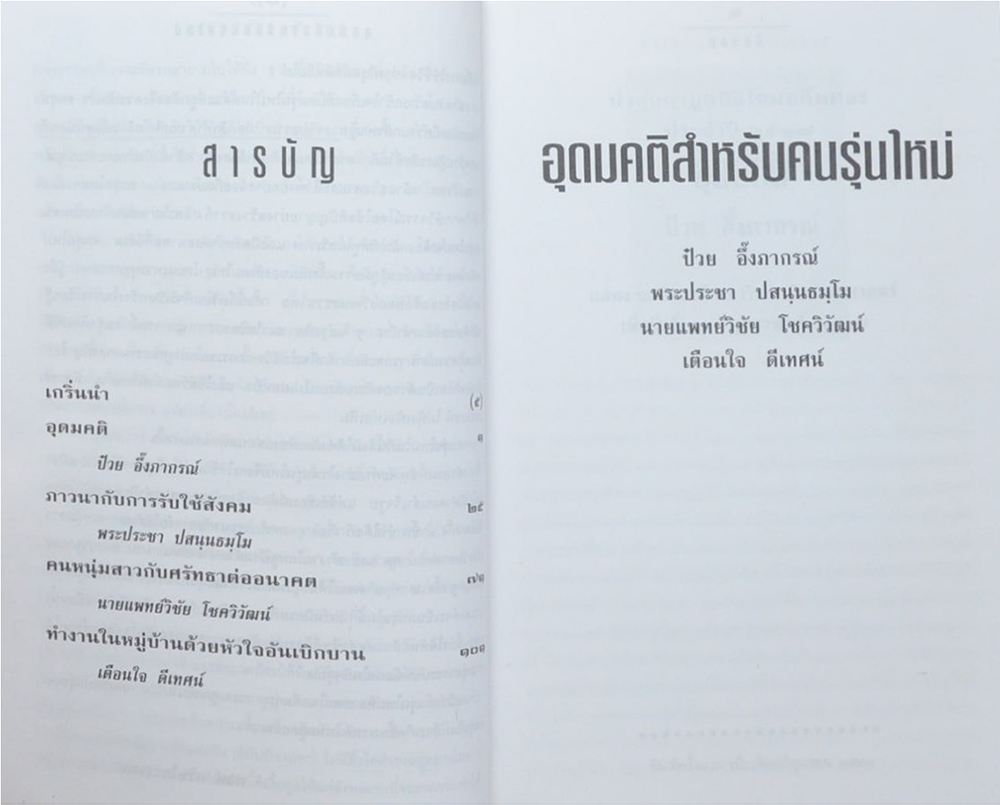 สารบัญ
เกริ่นนำ (๕)
อุดมคติ ๑
ป๋วย อึ๊งภากรณ์
ภาวนากับการรับใช้สังคม ๒๕
พระประชา ปสนฺนธมฺโม
คนหนุ่มสาวกับศรัทธาต่ออนาคต ๗๑
นายแพทย์วิชัย โชควิวัฒน์
ทำงานในหมู่บ้านด้วยหัวใจอันเบิกบาน ๑๐๑
เตือนใจ ดีเทศน์
อุดมคติสำหรับคนรุ่นใหม่
ป๋วย อึ๊งภากรณ์
พระประชา ปสนฺนธมฺโม
นายแพทย์วิชัย โชควิวัฒน์
เตือนใจ ดีเทศน์